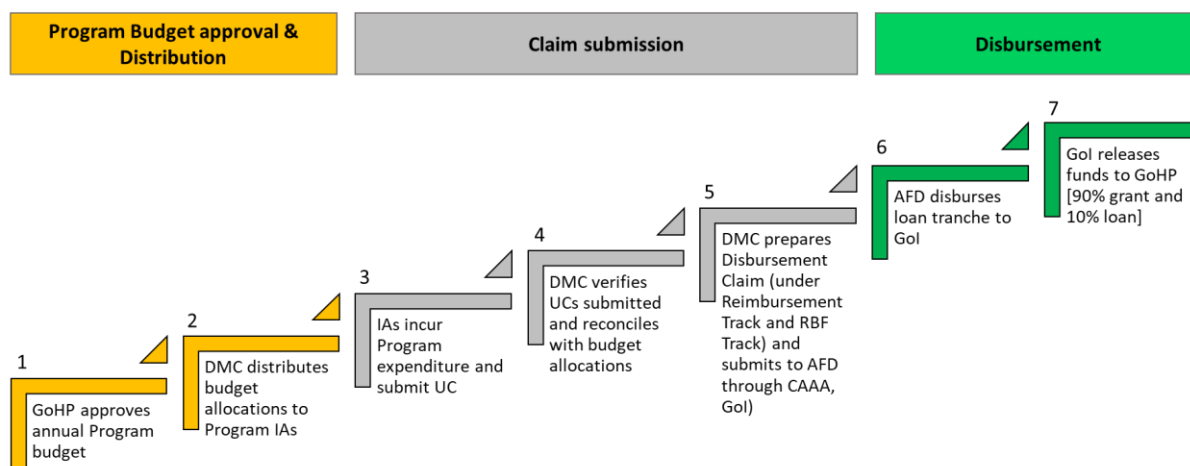 Program Budget approval &
Distribution
Claim submission
Disbursement
1
GoHP approves
annual Program
budget
2
DMC distributes
budget
allocations to
Program IAs
3
IAs incur
Program
expenditure and
submit UC
4
DMC verifies
UCs submitted
and reconciles
with budget
allocations
5
DMC prepares
Disbursement
Claim (under
Reimbursement
Track and RBF
Track) and
submits to AFD
through CAAA,
GoI)
6
AFD disburses
loan tranche to
GoI
7
GoI releases
funds to GoHP
[90% grant and
10% loan]